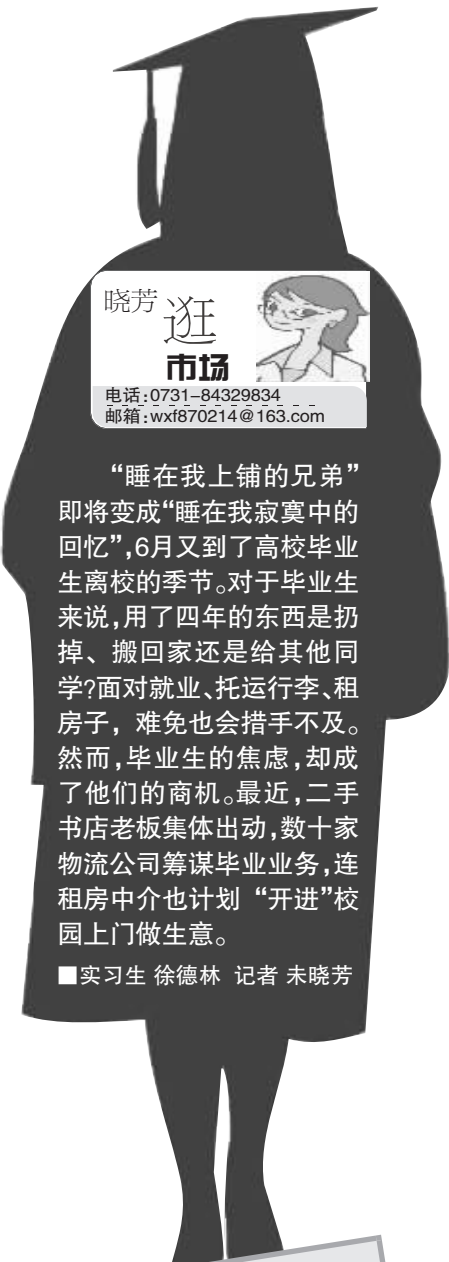 晓芳 逛
市场
电话:0731-84329834
邮箱:wxf870214@163.com
“睡在我上铺的兄弟”
即将变成“睡在我寂寞中的
回忆”,6月又到了高校毕业
生离校的季节。对于毕业生
来说,用了四年的东西是扔
掉、搬回家还是给其他同
学?面对就业、托运行李、租
房子，难免也会措手不及。
然而,毕业生的焦虑,却成
了他们的商机。最近,二手
书店老板集体出动,数十家
物流公司筹谋毕业业务,连
租房中介也计划“开进”校
园上门做生意。
■实习生 徐德林 记者 未晓芳